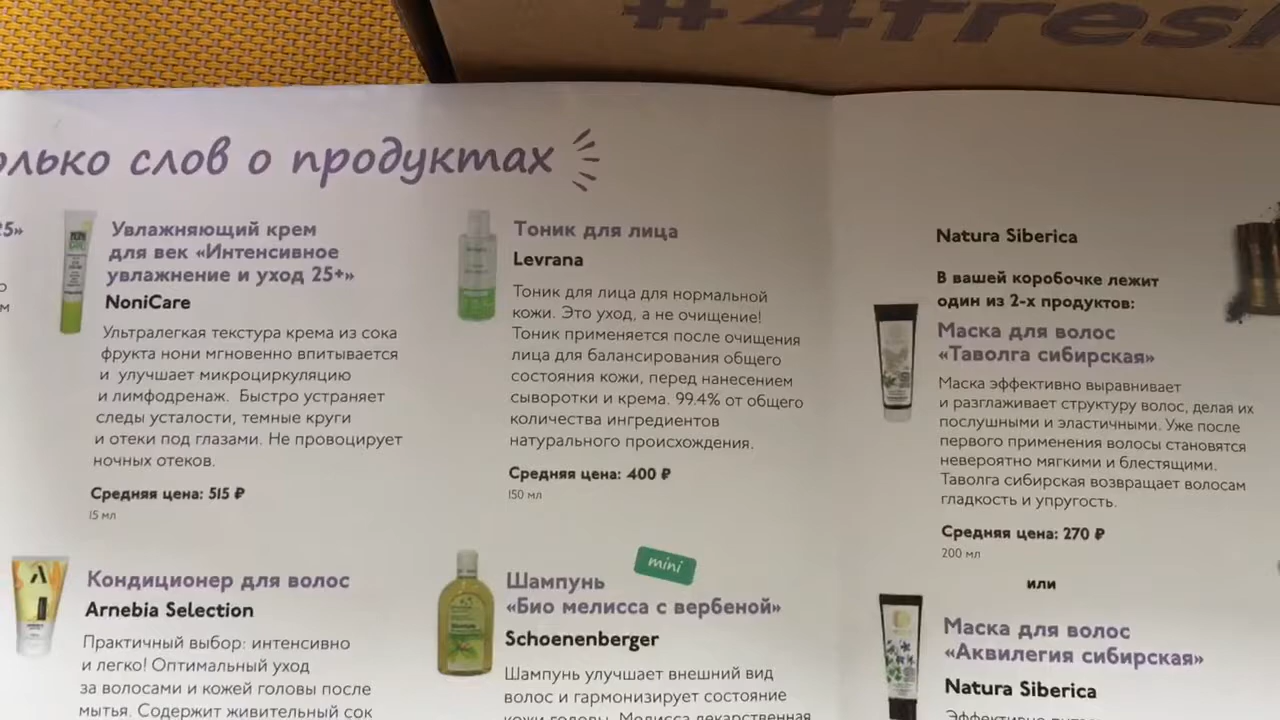 #4fresh
олько слов о продуктах
25»
Увлажняющий крем
для век «Интенсивное
увлажнение и уход 25+»
NoniCare
Ультралегкая текстура крема из сока
фрукта нони мгновенно впитывается
и улучшает микроциркуляцию
и лимфодренаж. Быстро устраняет
следы усталости, темные круги
и отеки под глазами. Не провоцирует
ночных отеков.
Средняя цена: 515 ₽
15 мл
Кондиционер для волос
Arnebia Selection
Практичный выбор: интенсивно
и легко! Оптимальный уход
за волосами и кожей головы после
мытья. Содержит живительный сок
Тоник для лица
Levrana
Тоник для лица для нормальной
кожи. Это уход, а не очищение!
Тоник применяется после очищения
лица для балансирования общего
состояния кожи, перед нанесением
сыворотки и крема. 99.4% от общего
количества ингредиентов
натурального происхождения.
Средняя цена: 400 ₽
150 мл
mini
Шампунь
«Био мелисса с вербеной»
Schoenenberger
Шампунь улучшает внешний вид
волос и гармонизирует состояние
кожи головы. Мелисса лекарственная
Natura Siberica
В вашей коробочке лежит
один из 2-х продуктов:
Маска для волос
«Таволга сибирская»
Маска эффективно выравнивает
и разглаживает структуру волос, делая их
послушными и эластичными. Уже после
первого применения волосы становятся
невероятно мягкими и блестящими.
Таволга сибирская возвращает волосам
гладкость и упругость.
Средняя цена: 270 ₽
200 мл
или
Маска для волос
«Аквилегия сибирская»
Natura Siberica
Эффективно